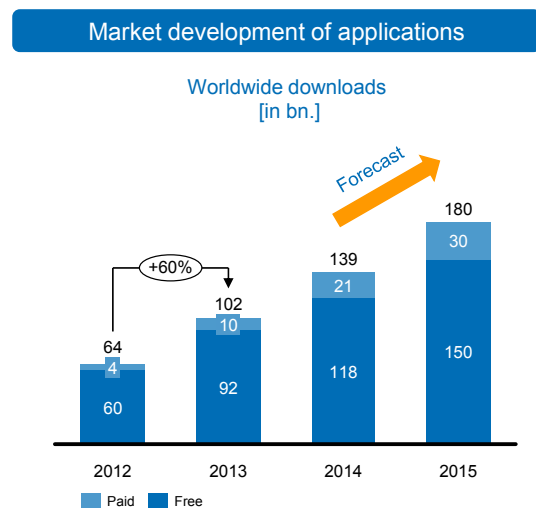 Market development of applications
Worldwide downloads
[in bn.]
Forecast
180
30
139
+60%
21
102
10
64
4
150
118
92
60
2012 2013 2014 2015
Paid Free